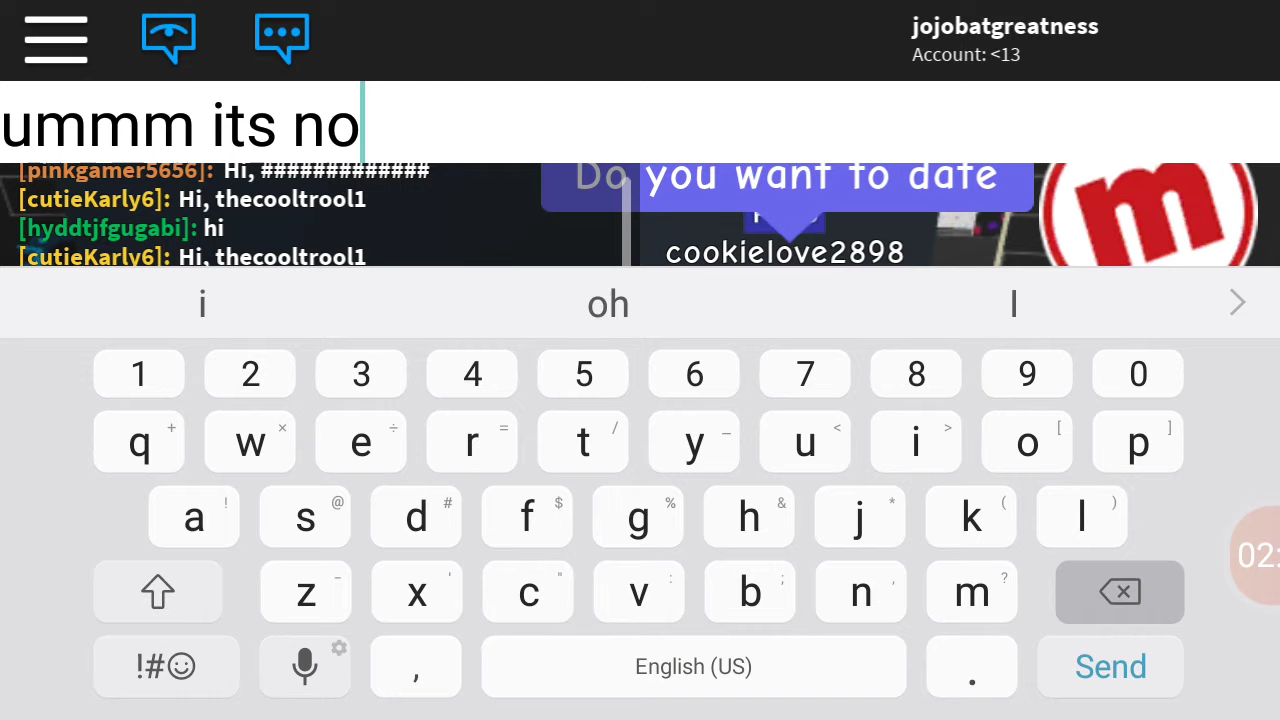 jojobatgreatness
Account: <13
ummm its no
[pinkgamer5656]: Hi, #############
[cutieKarly6]: Hi, thecooltrool1
[hyddtjfgugabi]: hi
[cutieKarly6]: Hi, thecooltrool1
Do you want to date
cookielove2898
m
i oh I
1 2 3 4 5 6 7 8 9 0
q + w × e ÷ r = t / y _ u < i > o [ p ]
a ! s @ d # f $ g % h & j * k ( l )
z - x ' c " v : b ; n , m ?
!#☺ , English (US) . Send
02: